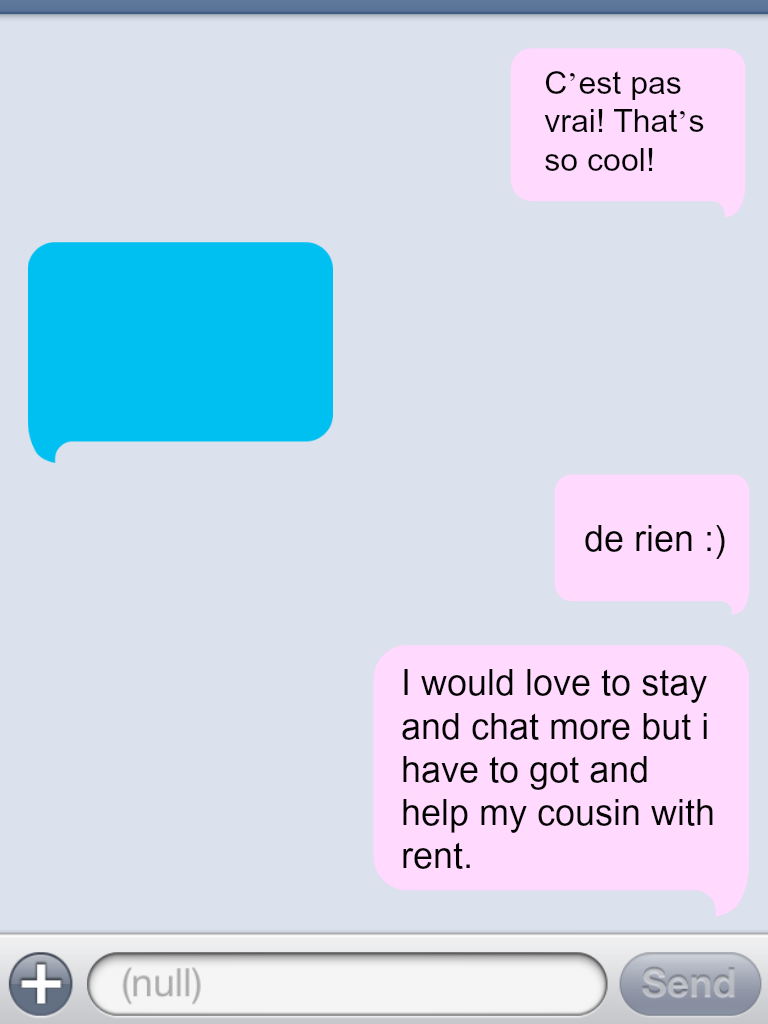 C’est pas
vrai! That’s
so cool!
de rien :)
I would love to stay
and chat more but i
have to got and
help my cousin with
rent.
(null)
Send